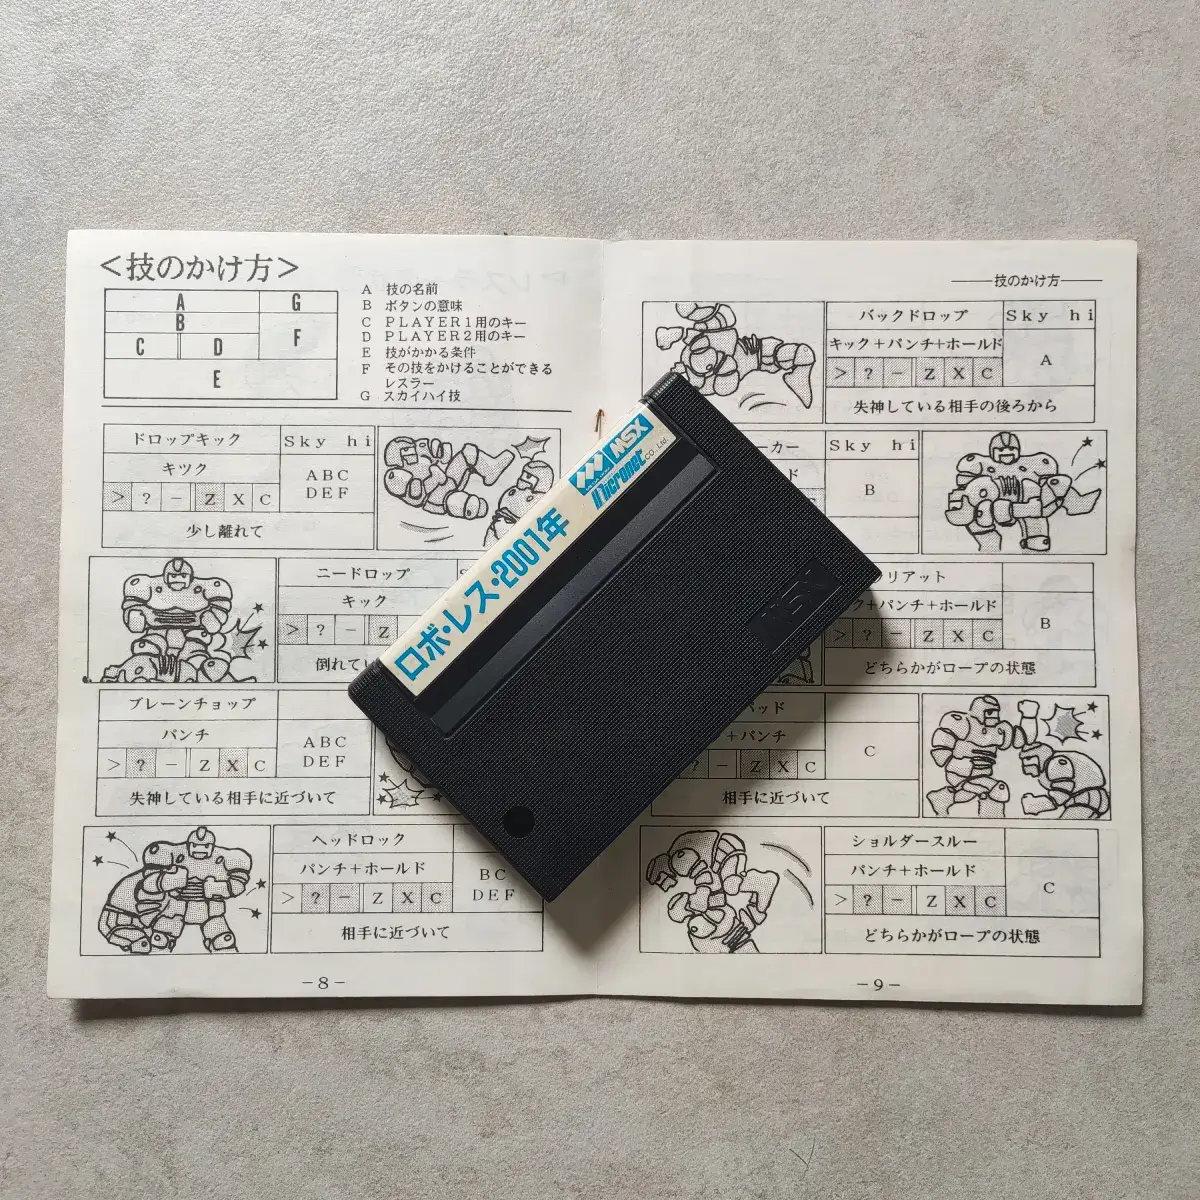 <技のかけ方>
A
G
B
C
D
F
E
A 技の名前
B ボタンの意味
C PLAYER1用のキー
D PLAYER2用のキー
E 技がかかる条件
F その技をかけることができる
レスラー
G スカイハイ技
ドロップキック
Sky hi
キツク
ABC
DEF
> ? - Z X C
少し離れて
ニードロップ
キック
> ? - Z
倒れて
ブレーンチョップ
パンチ
ABC
DEF
> ? - Z X C
失神している相手に近づいて
ヘッドロック
パンチ+ホールド
BC
DEF
> ? - Z X C
相手に近づいて
-8-
技のかけ方
バックドロップ
Sky hi
キック+パンチ+ホールド
A
> ? - Z X C
失神している相手の後ろから
ーカー
Sky hi
ド
B
X C
リアット
ク+パンチ+ホールド
B
> ? - Z X C
どちらかがロープの状態
バッド
+パンチ
C
? - Z X C
相手に近づいて
ショルダースルー
パンチ+ホールド
C
> ? - Z X C
どちらかがロープの状態
-9-
ロボ・レス・2001年
MSX
Micronet CO., Ltd.
MSX